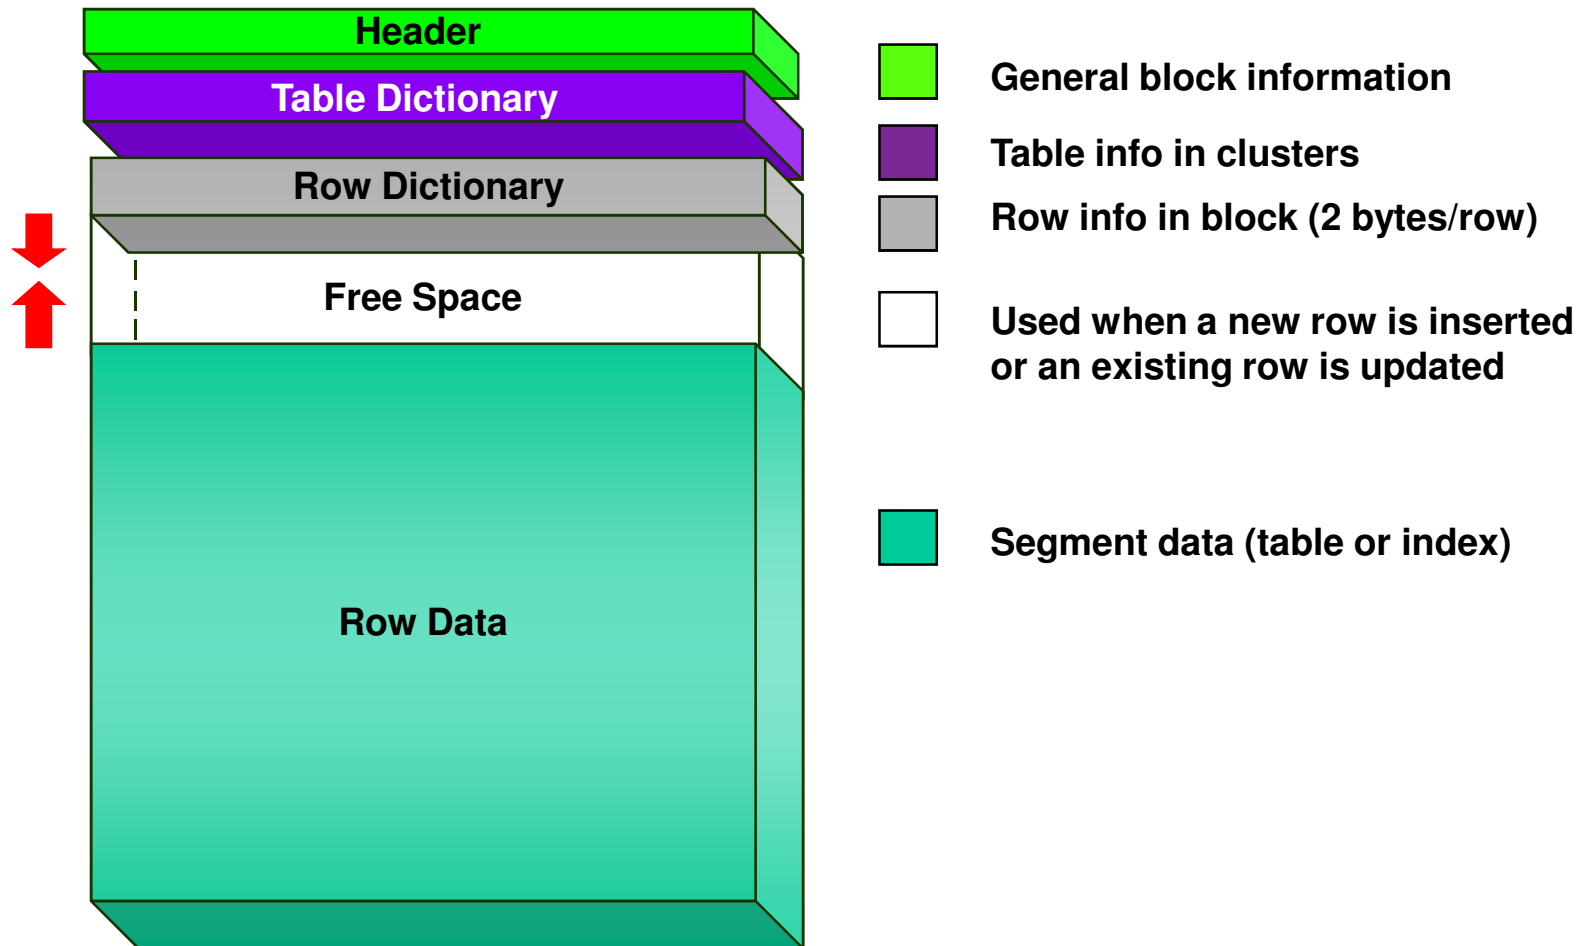 Header
Table Dictionary
Row Dictionary
Free Space
Row Data
General block information
Table info in clusters
Row info in block (2 bytes/row)
Used when a new row is inserted
or an existing row is updated
Segment data (table or index)